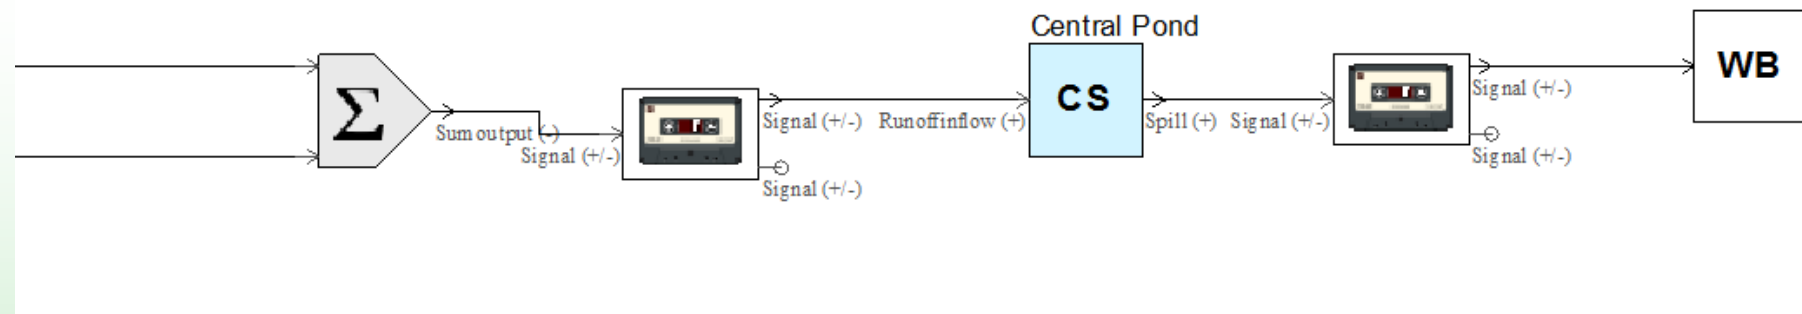 Central Pond
Σ
CS
WB
Sum output (-)
Signal (+/-)
Signal (+/-)
Signal (+/-)
Runoffinflow (+)
Spill (+)
Signal (+/-)
Signal (+/-)
Signal (+/-)